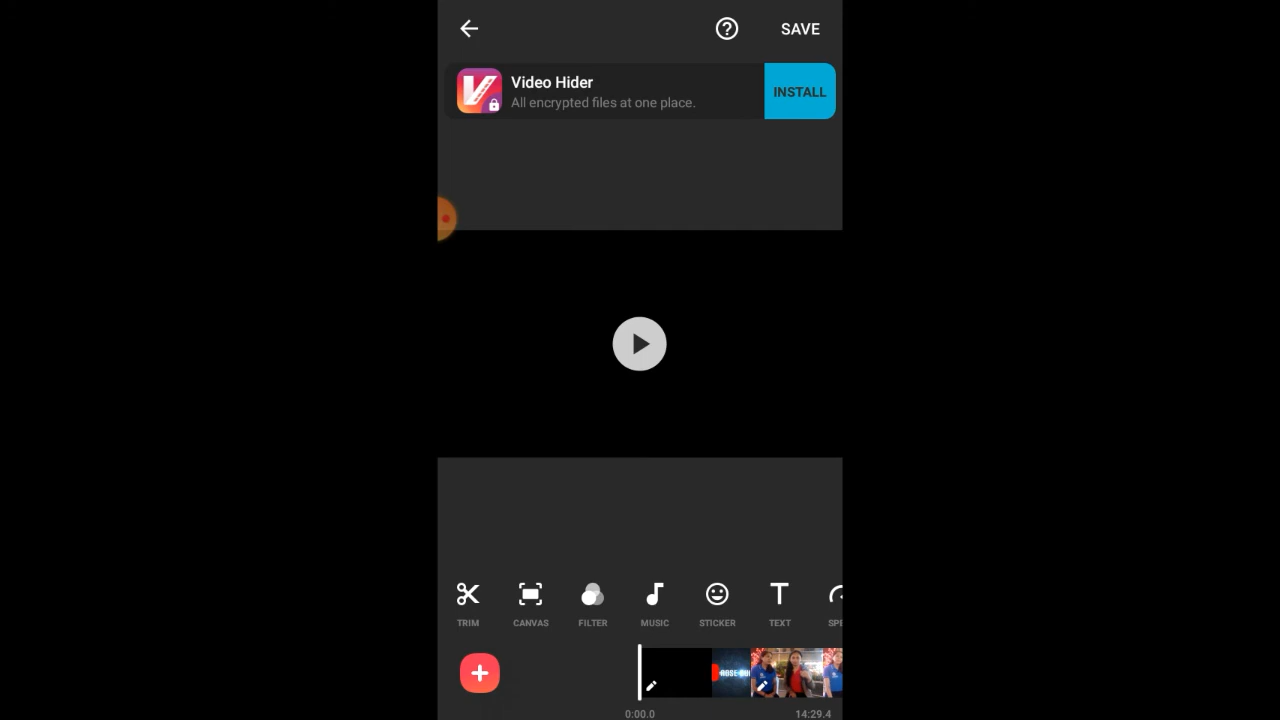 SAVE
Video Hider
All encrypted files at one place.
INSTALL
TRIM CANVAS FILTER MUSIC STICKER TEXT SPE
0:00.0 14:29.4